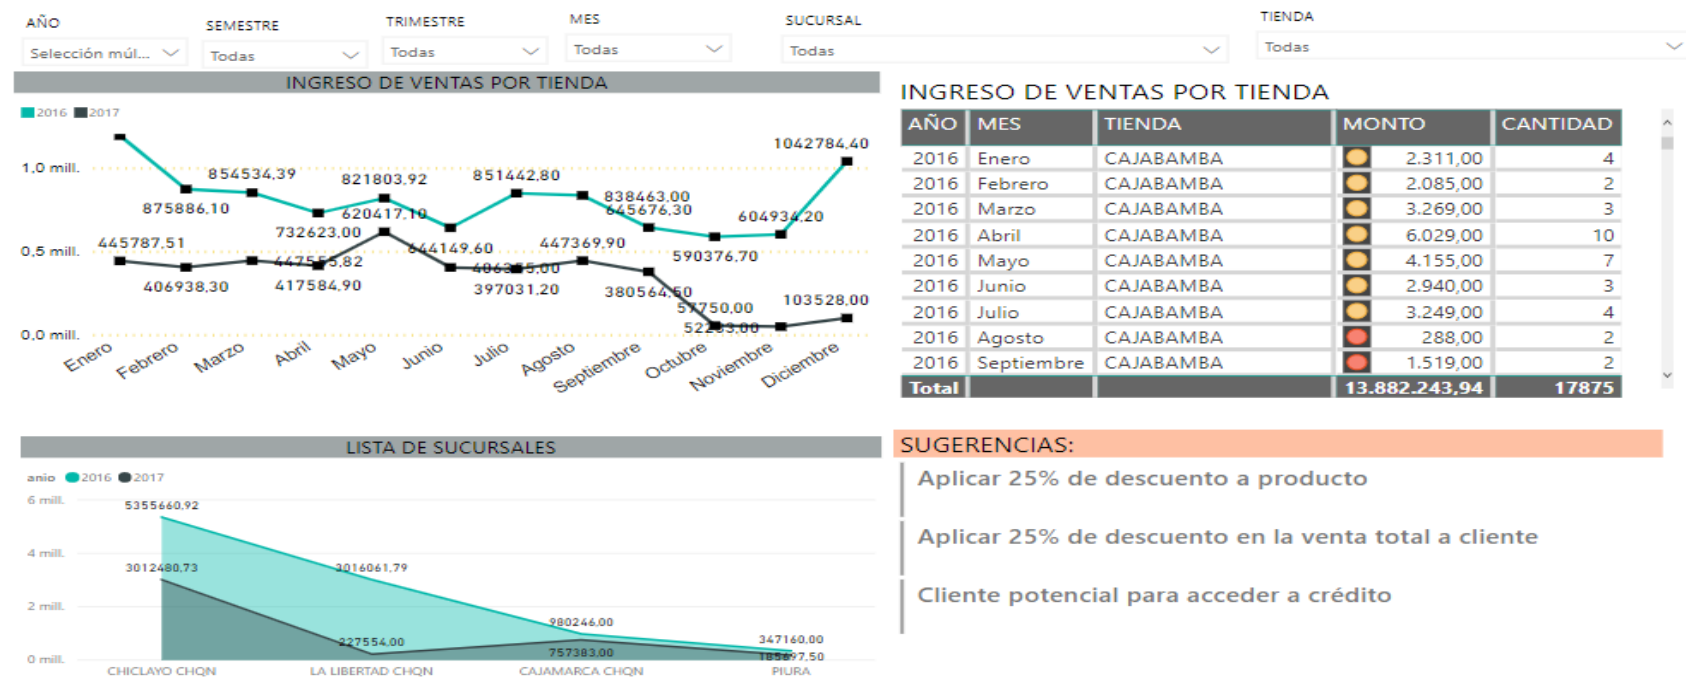 AÑO
SEMESTRE
TRIMESTRE
MES
SUCURSAL
TIENDA
Selección múl...
Todas
Todas
Todas
Todas
Todas
INGRESO DE VENTAS POR TIENDA
2016 2017
1,0 mill.
0,5 mill.
0,0 mill.
854534,39
875886,10
732623,00
821803,92
644149,60
851442,80
838463,00
645676,30
590376,70
604934,20
1042784,40
445787,51
406938,30
417584,90
620417,10
397031,20
447369,90
380564,50
57750,00
103528,00
Enero
Febrero
Marzo
Abril
Mayo
Junio
Julio
Agosto
Septiembre
Octubre
Noviembre
Diciembre
INGRESO DE VENTAS POR TIENDA
AÑO MES TIENDA MONTO CANTIDAD
2016 Enero CAJABAMBA 2.311,00 4
2016 Febrero CAJABAMBA 2.085,00 2
2016 Marzo CAJABAMBA 3.269,00 3
2016 Abril CAJABAMBA 6.029,00 10
2016 Mayo CAJABAMBA 4.155,00 7
2016 Junio CAJABAMBA 2.940,00 3
2016 Julio CAJABAMBA 3.249,00 4
2016 Agosto CAJABAMBA 288,00 2
2016 Septiembre CAJABAMBA 1.519,00 2
Total 13.882.243,94 17875
LISTA DE SUCURSALES
anio 2016 2017
6 mill.
4 mill.
2 mill.
0 mill.
5355660,92
3012480,73
3016061,79
227554,00
980246,00
757383,00
347160,00
185697,50
CHICLAYO CHQN
LA LIBERTAD CHQN
CAJAMARCA CHQN
PIURA
SUGERENCIAS:
Aplicar 25% de descuento a producto
Aplicar 25% de descuento en la venta total a cliente
Cliente potencial para acceder a crédito